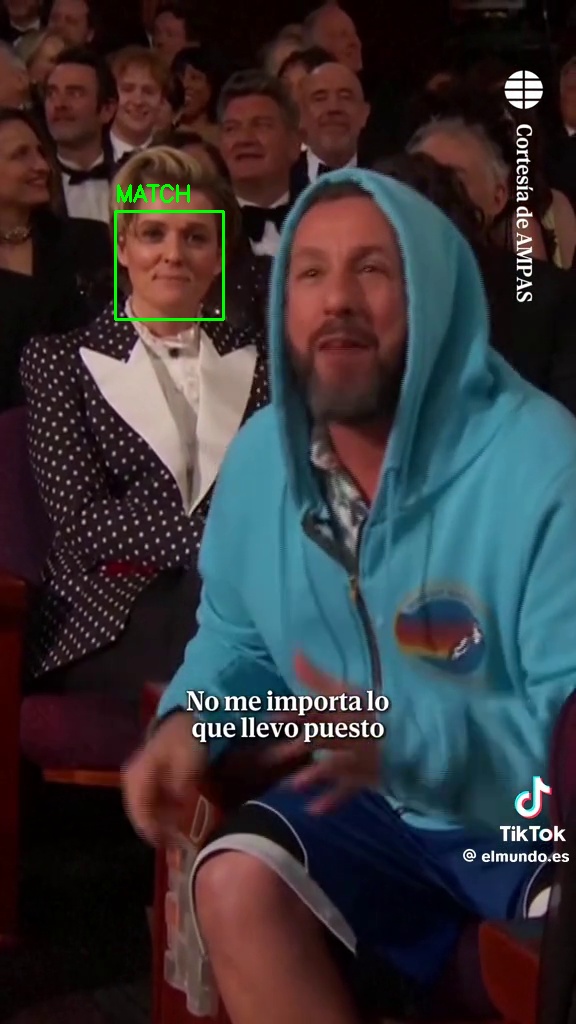 MATCH
Cortesía de AMPAS
No me importa lo
que llevo puesto
TikTok
@ elmundo.es